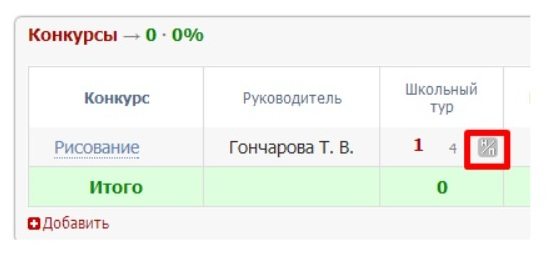 Конкурсы → 0 · 0%
Конкурс Руководитель Школьный тур
Рисование Гончарова Т. В. 1 4 н/п
Итого 0
Добавить